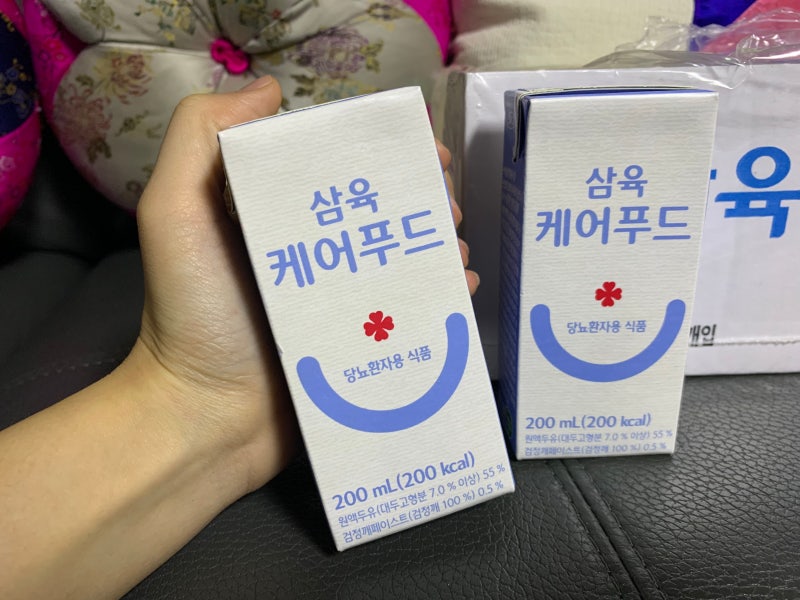 삼육
케어푸드
당뇨환자용 식품
200 mL(200 kcal)
원액두유(대두고형분 7.0 % 이상) 55 %
검정깨페이스트(검정깨 100 %) 0.5 %
삼육
케어푸드
당뇨환자용 식품
200 mL(200 kcal)
원액두유(대두고형분 7.0 % 이상) 55 %
검정깨페이스트(검정깨 100 %) 0.5 %
육
개입